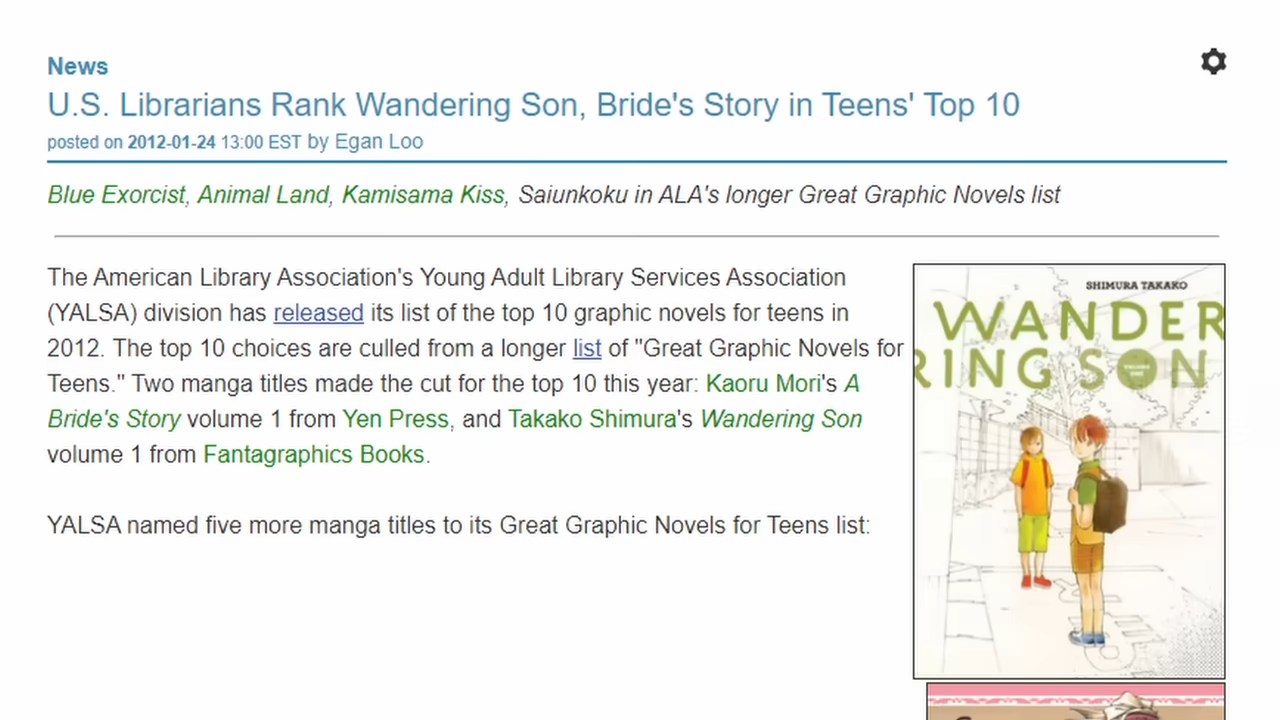 News
U.S. Librarians Rank Wandering Son, Bride's Story in Teens' Top 10
posted on 2012-01-24 13:00 EST by Egan Loo
Blue Exorcist, Animal Land, Kamisama Kiss, Saiunkoku in ALA's longer Great Graphic Novels list
The American Library Association's Young Adult Library Services Association
(YALSA) division has released its list of the top 10 graphic novels for teens in
2012. The top 10 choices are culled from a longer list of "Great Graphic Novels for
Teens." Two manga titles made the cut for the top 10 this year: Kaoru Mori's A
Bride's Story volume 1 from Yen Press, and Takako Shimura's Wandering Son
volume 1 from Fantagraphics Books.
YALSA named five more manga titles to its Great Graphic Novels for Teens list:
SHIMURA TAKAKO
WANDER
RING SON